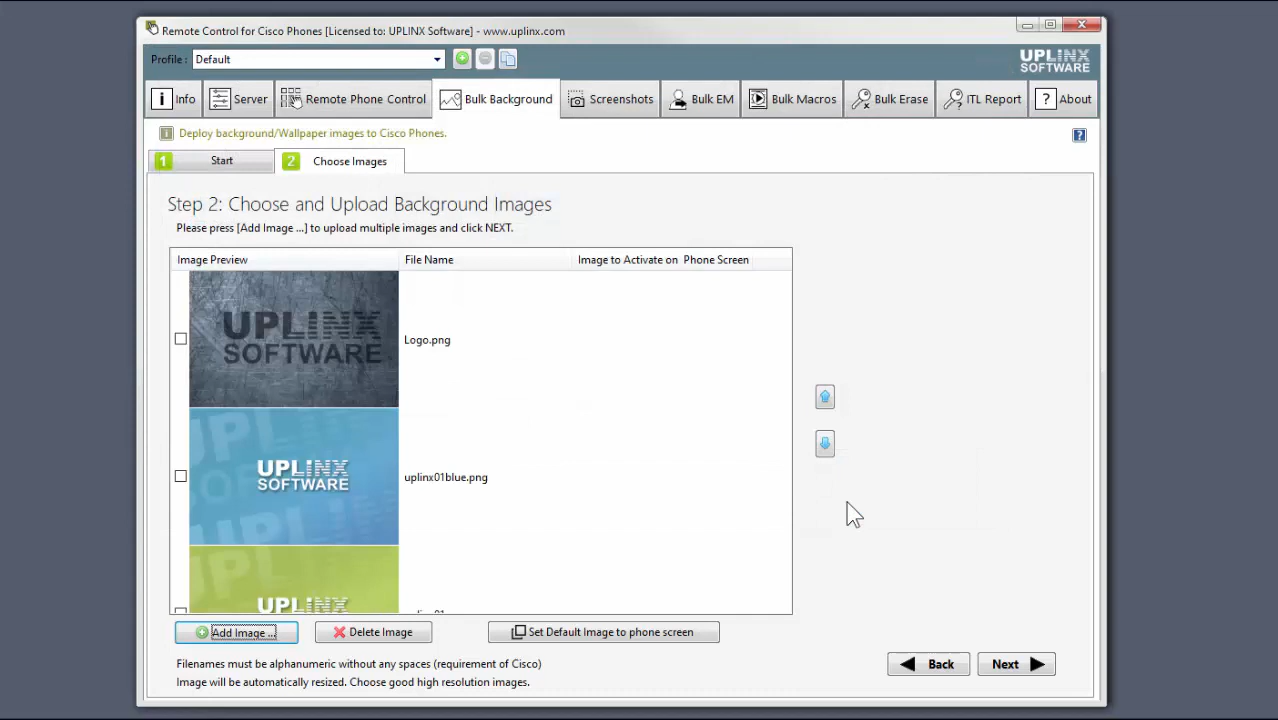 Remote Control for Cisco Phones [Licensed to: UPLINX Software] - www.uplinx.com
Profile : Default
UPLINX
SOFTWARE
i Info Server Remote Phone Control Bulk Background Screenshots Bulk EM Bulk Macros Bulk Erase ITL Report ? About
i Deploy background/Wallpaper images to Cisco Phones. ?
1 Start 2 Choose Images
Step 2: Choose and Upload Background Images
Please press [Add Image ...] to upload multiple images and click NEXT.
Image Preview File Name Image to Activate on Phone Screen
UPLINX
SOFTWARE
Logo.png
UPLINX
SOFTWARE
uplinx01blue.png
UPLINX
Add Image ... Delete Image Set Default Image to phone screen
Filenames must be alphanumeric without any spaces (requirement of Cisco)
Image will be automatically resized. Choose good high resolution images.
Back Next